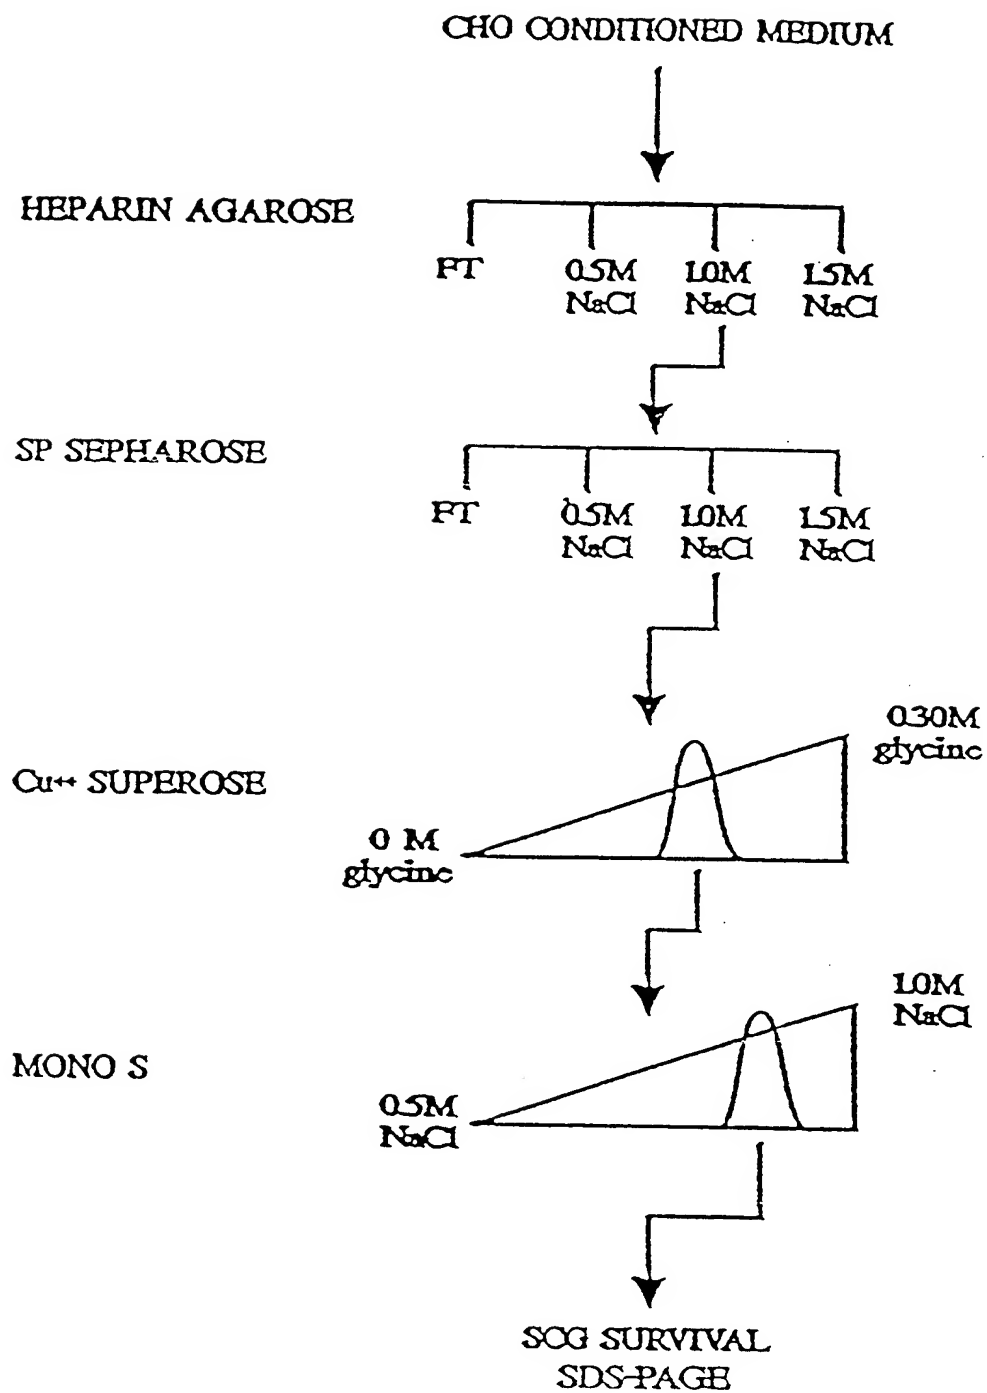 CHO CONDITIONED MEDIUM
HEPARIN AGAROSE
FT
0.5M
NaCl
1.0M
NaCl
1.5M
NaCl
SP SEPHAROSE
FT
0.5M
NaCl
1.0M
NaCl
1.5M
NaCl
Cu++ SUPEROSE
0 M
glycine
0.30M
glycine
MONO S
0.5M
NaCl
1.0M
NaCl
SCG SURVIVAL
SDS-PAGE